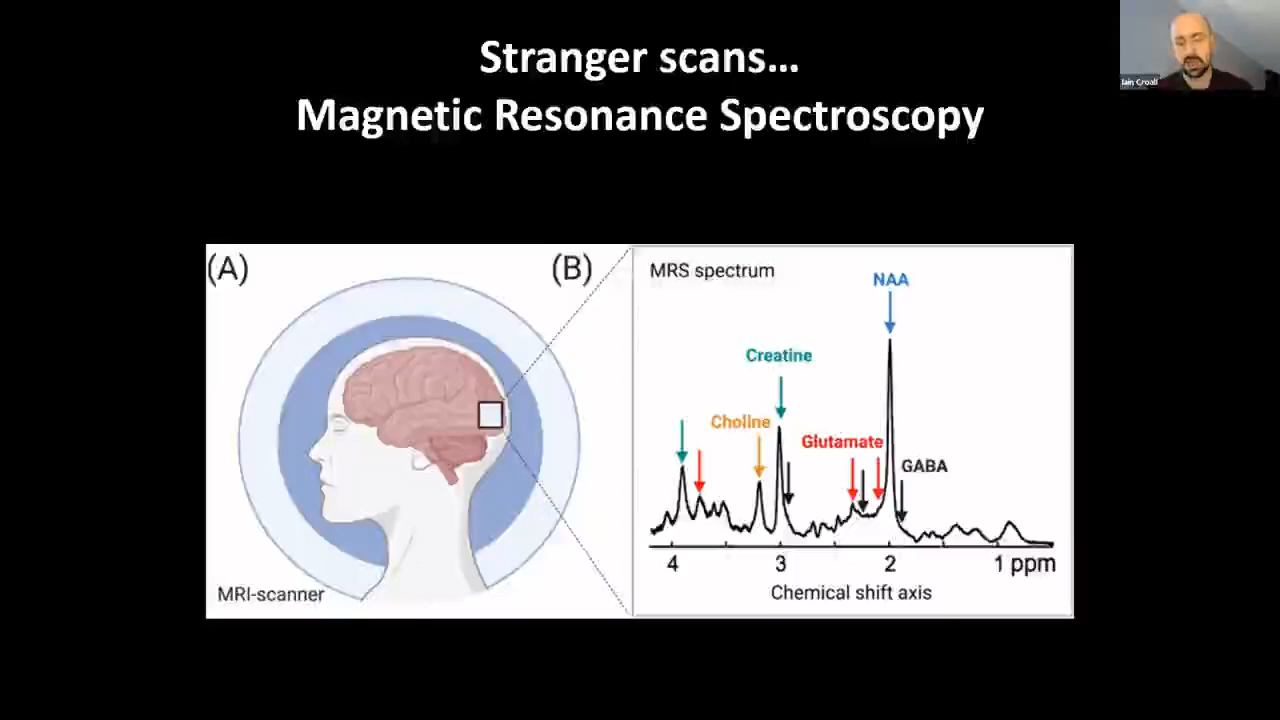 Stranger scans…
Magnetic Resonance Spectroscopy
Iain Croall
(A)
(B)
MRI-scanner
MRS spectrum
NAA
Creatine
Choline
Glutamate
GABA
4 3 2 1 ppm
Chemical shift axis